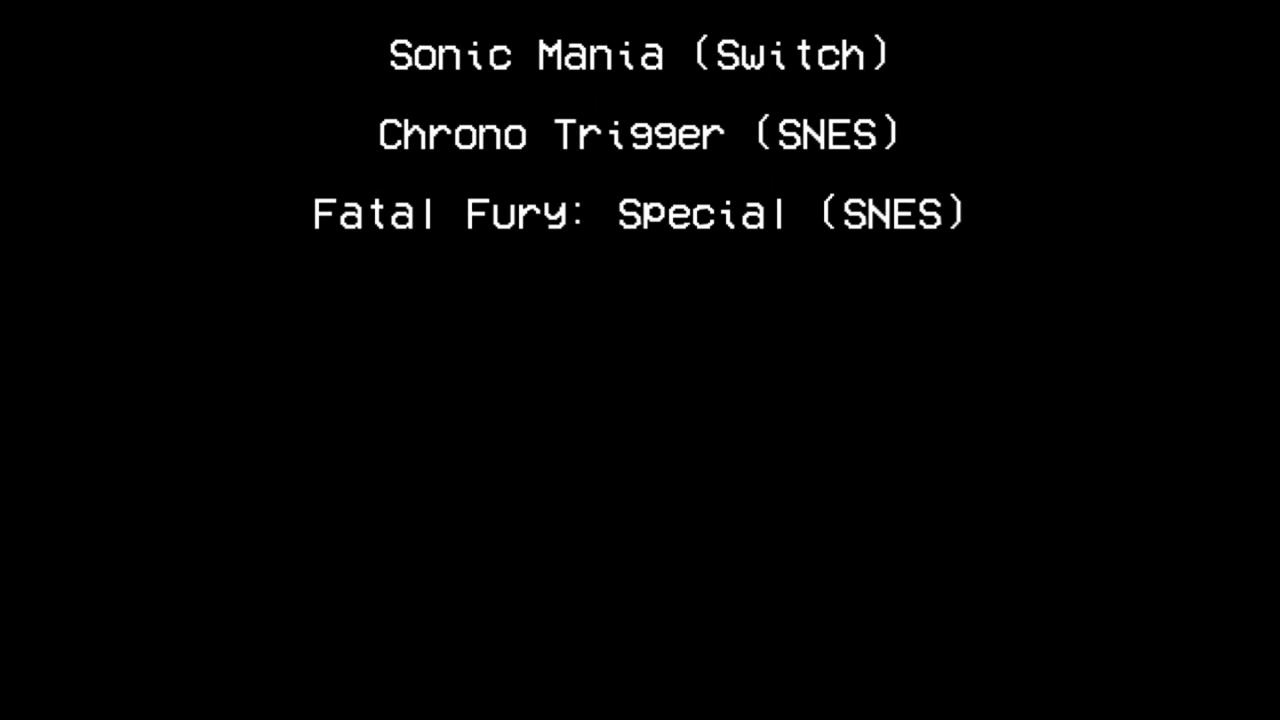 Sonic Mania (Switch)
Chrono Trigger (SNES)
Fatal Fury: Special (SNES)